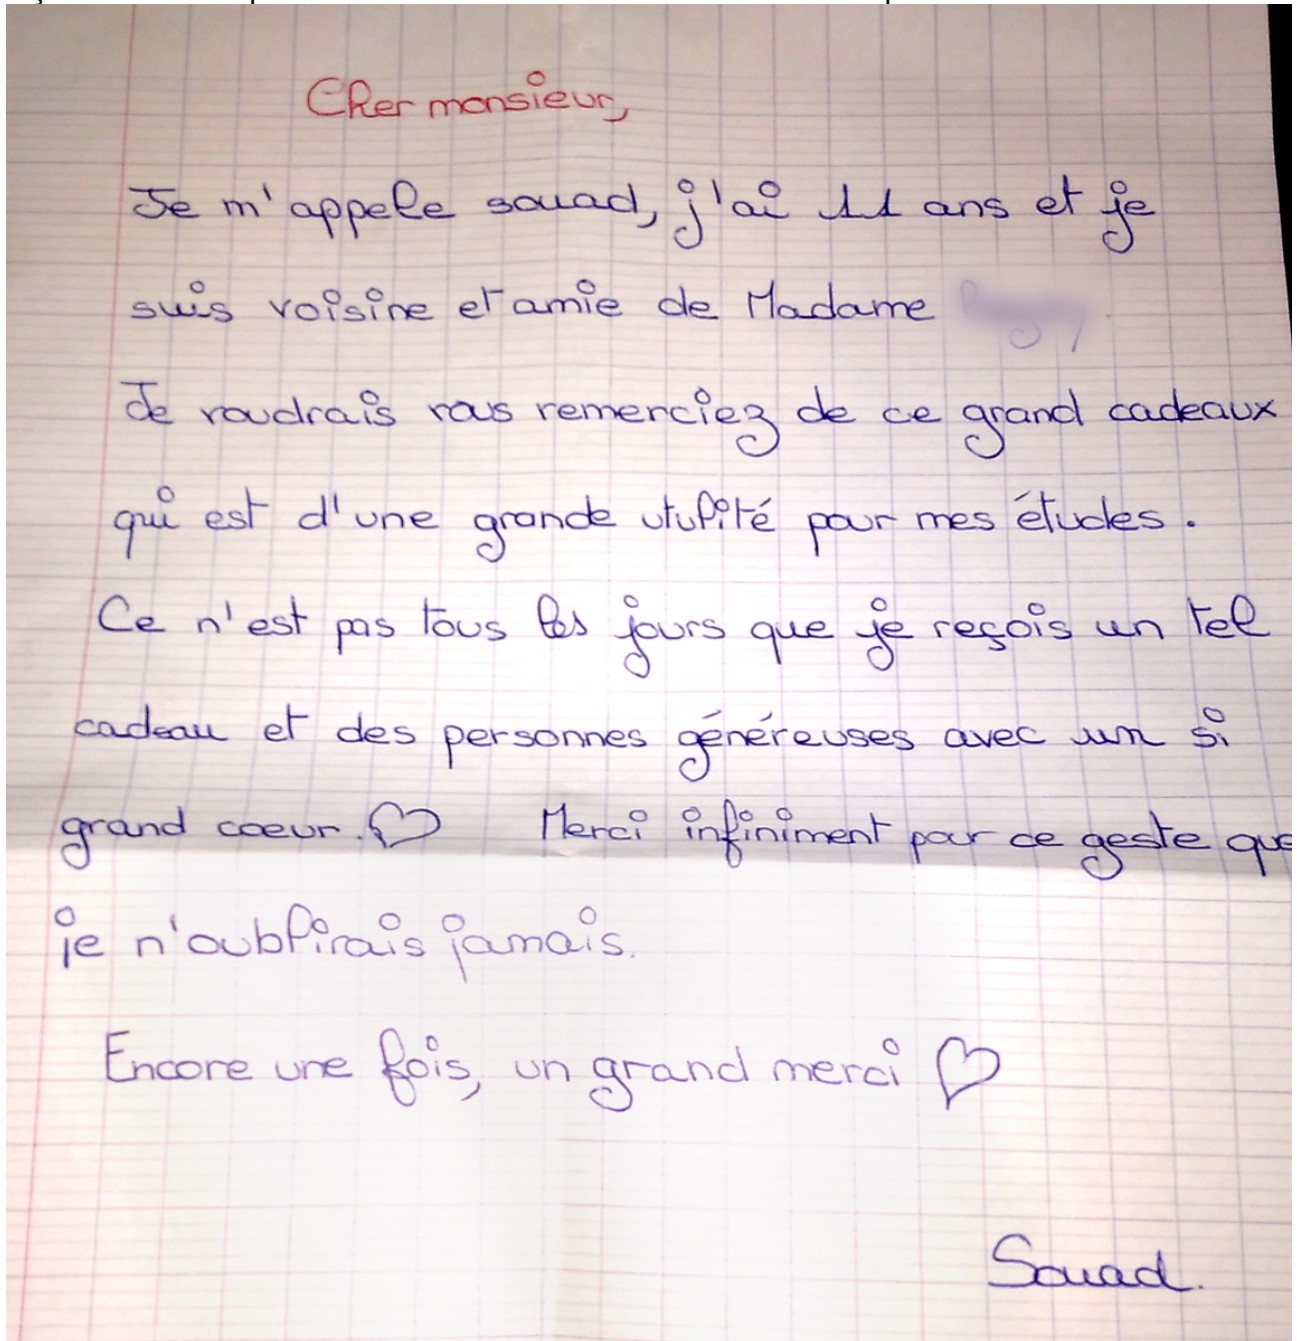 Cher monsieur,
Je m'appele souad, j'ai 11 ans et je
suis voisine et amie de Madame
Je voudrais vous remerciez de ce grand cadeaux
qui est d'une grande utulité pour mes études.
Ce n'est pas tous les jours que je reçois un tel
cadeau et des personnes généreuses avec un si
grand coeur. Merci infiniment pour ce geste que
je n'oublirais jamais.
Encore une fois, un grand merci
Souad.